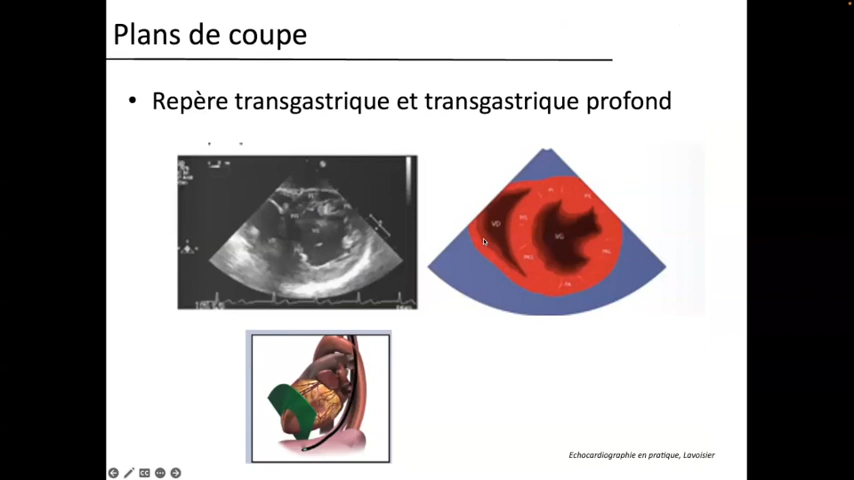 Plans de coupe
• Repère transgastrique et transgastrique profond
VD
VG
Echocardiographie en pratique, Lavoisier